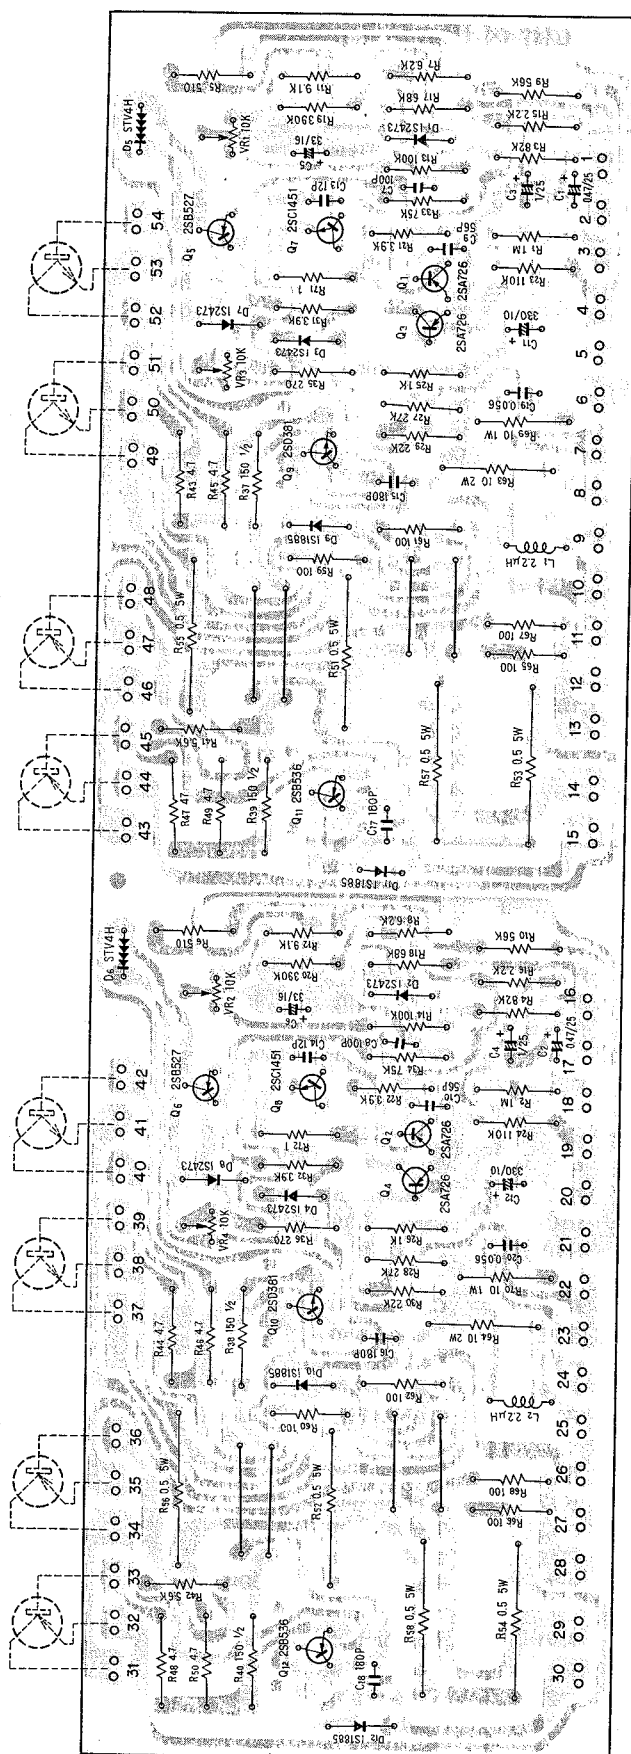 R5 510
R11 9.1K
R7 6.2K
R9 56K
R19 390K
R17 68K
R15 2.2K
D5 STV4H
VR1 10K
33/16
C5 +
D1 1S2473
R3 82K
R13 100K
1
C13 12P
C7
100P
C3 +
1/25
C1 +
0.47/25
R33 75K
2
54
2SB527
Q5
2SC1451
Q7
R21 3.9K
C9
56P
R1 1M
3
53
R71 1
Q1
2SA726
R23 110K
52
D7 1S2473
R31 3.9K
Q3
2SA726
C11 +
330/10
4
D3 1S2473
5
51
VR3 10K
R35 270
R25 1K
50
R27 27K
C19 0.056
6
49
R43 4.7
R45 4.7
R37 150 1/2
Q9 2SD381
R29 22K
R69 10 1W
7
C15 180P
R63 10 2W
8
D9 1S1885
R61 100
9
R59 100
L1 2.2µH
48
10
47
R55 0.5 5W
R51 0.5 5W
R67 100
11
46
R65 100
12
45
R41 5.6K
R57 0.5 5W
R53 0.5 5W
13
44
R47 47
R49 4.7
R39 150 1/2
Q11 2SB536
14
43
C17 180P
15
D11 1S1885
R6 510
R12 9.1K
R8 6.2K
R10 56K
D6 STV4H
R20 390K
R18 68K
R16 2.2K
VR2 10K
33/16
C6 +
D2 1S2473
R4 82K
16
R14 100K
C14 12P
C8 100P
C4 +
1/25
C2 +
0.47/25
17
42
2SB527
Q6
2SC1451
Q8
R34 75K
R22 3.9K
56P
C10
R2 1M
18
41
R72 1
Q2
2SA726
R24 110K
19
40
D8 1S2473
R32 3.9K
Q4
2SA726
C12 +
330/10
20
D4 1S2473
39
VR4 10K
R36 270
R26 1K
C20 0.056
21
38
R28 27K
R70 10 1W
22
37
R44 4.7
R46 4.7
R38 150 1/2
Q10 2SD381
R30 22K
R64 10 2W
23
C16 180P
D10 1S1885
R62 100
24
R60 100
L2 2.2µH
25
36
35
R56 0.5 5W
R52 0.5 5W
R68 100
26
34
R66 100
27
33
R42 5.6K
R58 0.5 5W
R54 0.5 5W
28
32
R48 4.7
R50 4.7
R40 150 1/2
Q12 2SB536
29
31
C18 180P
30
D12 1S1885